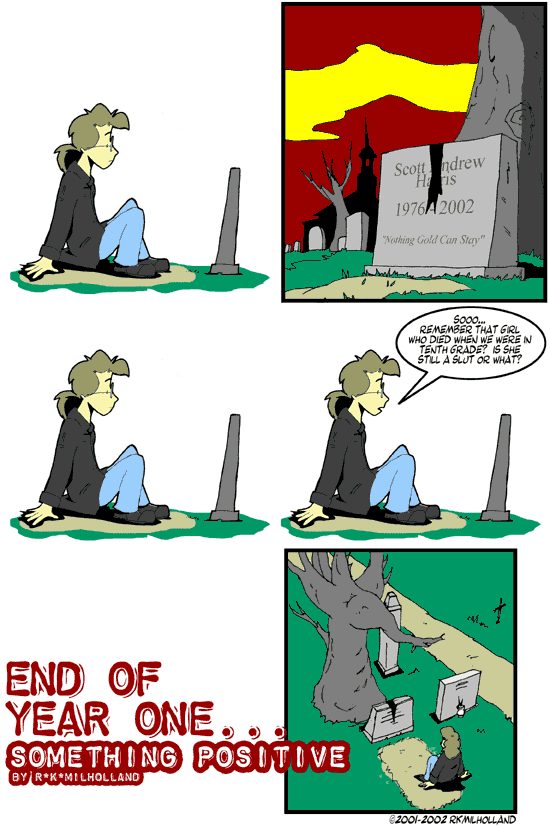 Scott Andrew
Harris
1976-2002
"Nothing Gold Can Stay"
SOOO...
REMEMBER THAT GIRL
WHO DIED WHEN WE WERE IN
TENTH GRADE? IS SHE
STILL A SLUT OR WHAT?
END OF
YEAR ONE...
SOMETHING POSITIVE
BY R*K*MILHOLLAND
©2001-2002 RKMILHOLLAND